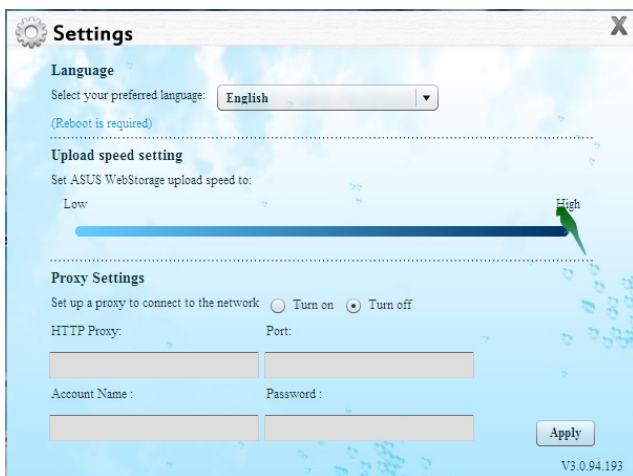 Settings
X
Language
Select your preferred language: English
(Reboot is required)
Upload speed setting
Set ASUS WebStorage upload speed to:
Low High
Proxy Settings
Set up a proxy to connect to the network Turn on Turn off
HTTP Proxy: Port:
Account Name : Password :
Apply
V3.0.94.193